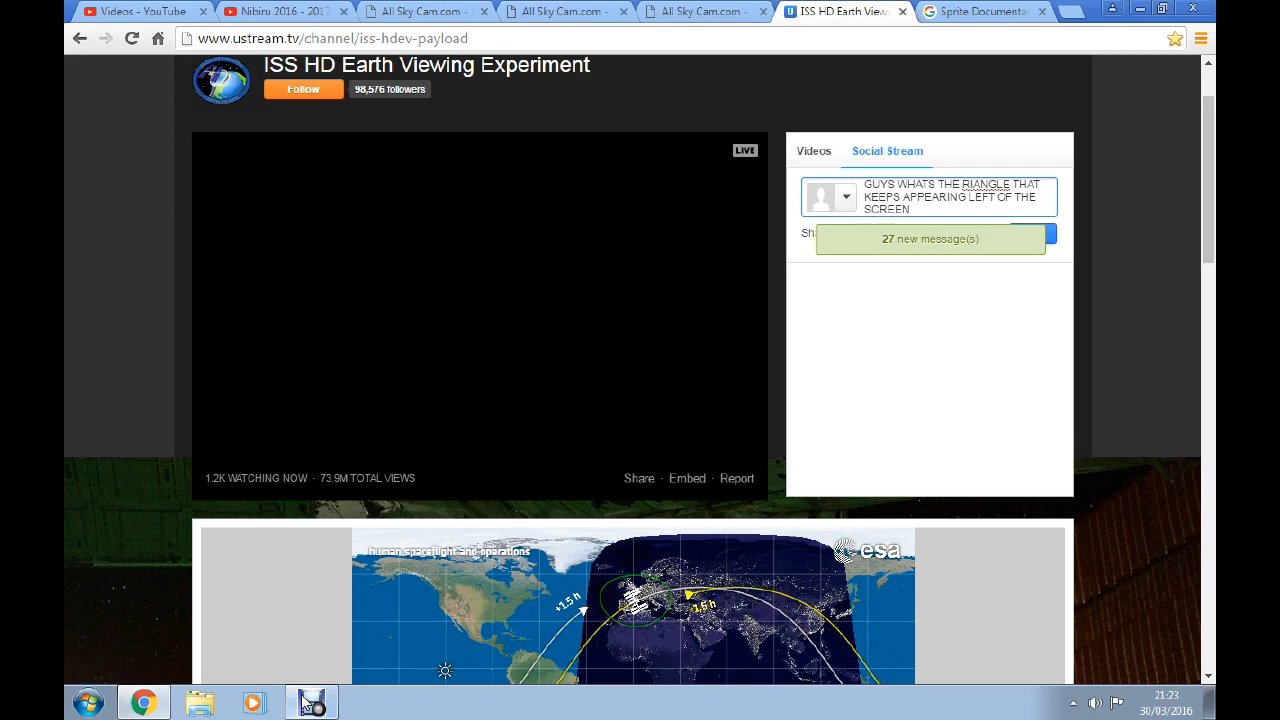 Videos - YouTube
Nibiru 2016 - 2017
All Sky Cam.com -
All Sky Cam.com -
All Sky Cam.com -
ISS HD Earth View
Sprite Documenta
www.ustream.tv/channel/iss-hdev-payload
ISS HD Earth Viewing Experiment
Follow
98,576 followers
LIVE
Videos
Social Stream
GUYS WHATS THE RIANGLE THAT
KEEPS APPEARING LEFT OF THE
SCREEN
Sh
27 new message(s)
1.2K WATCHING NOW · 73.9M TOTAL VIEWS
Share · Embed · Report
human spaceflight and operations
esa
+1.5 h
-1.5 h
21:23
30/03/2016